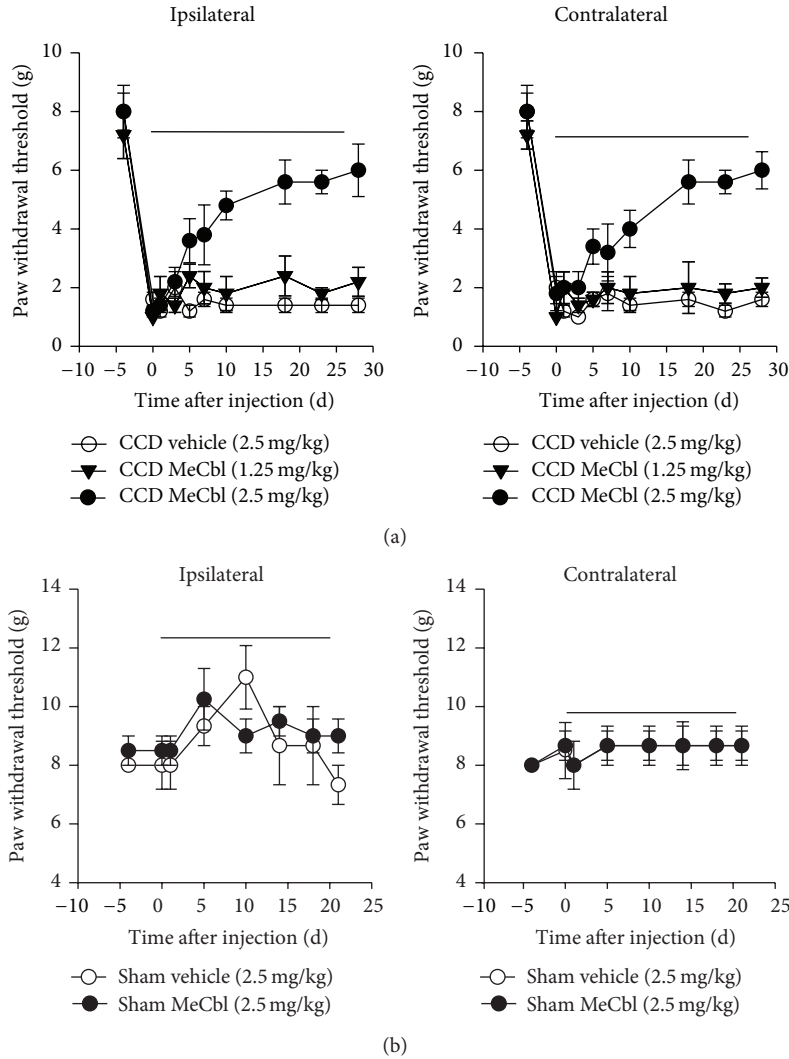 Ipsilateral
Paw withdrawal threshold (g)
10
8
6
4
2
0
−10 −5 0 5 10 15 20 25 30
Time after injection (d)
CCD vehicle (2.5 mg/kg)
CCD MeCbl (1.25 mg/kg)
CCD MeCbl (2.5 mg/kg)
Contralateral
Paw withdrawal threshold (g)
10
8
6
4
2
0
−10 −5 0 5 10 15 20 25 30
Time after injection (d)
CCD vehicle (2.5 mg/kg)
CCD MeCbl (1.25 mg/kg)
CCD MeCbl (2.5 mg/kg)
(a)
Ipsilateral
Paw withdrawal threshold (g)
14
12
10
8
6
4
−10 −5 0 5 10 15 20 25
Time after injection (d)
Sham vehicle (2.5 mg/kg)
Sham MeCbl (2.5 mg/kg)
Contralateral
Paw withdrawal threshold (g)
14
12
10
8
6
4
−10 −5 0 5 10 15 20 25
Time after injection (d)
Sham vehicle (2.5 mg/kg)
Sham MeCbl (2.5 mg/kg)
(b)